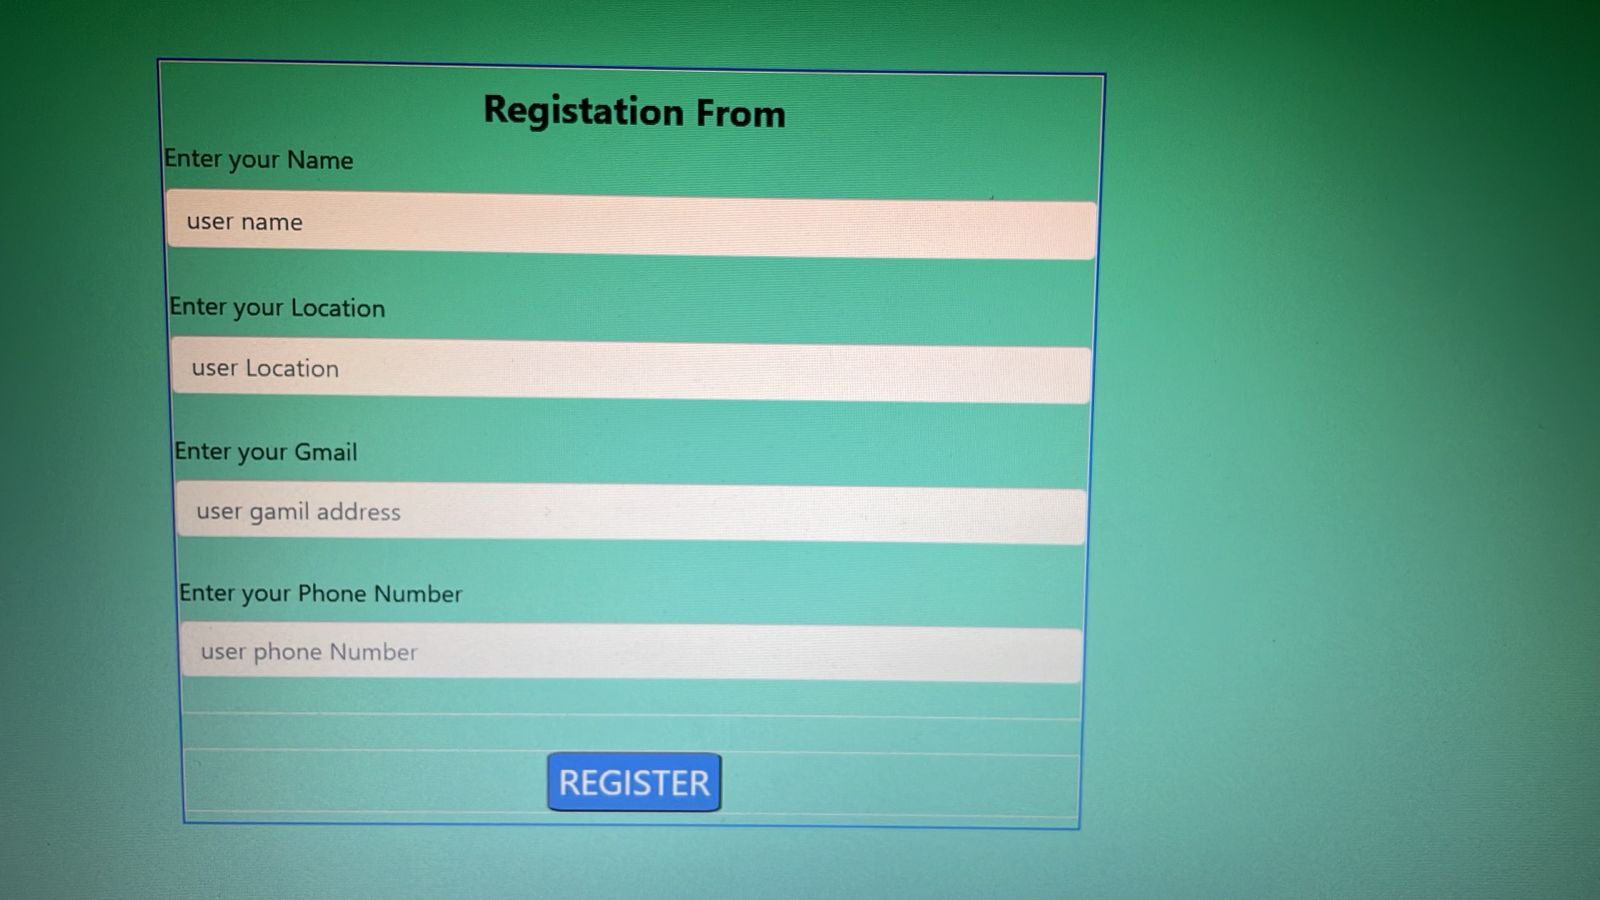 Registation From
Enter your Name
user name
Enter your Location
user Location
Enter your Gmail
user gamil address
Enter your Phone Number
user phone Number
REGISTER